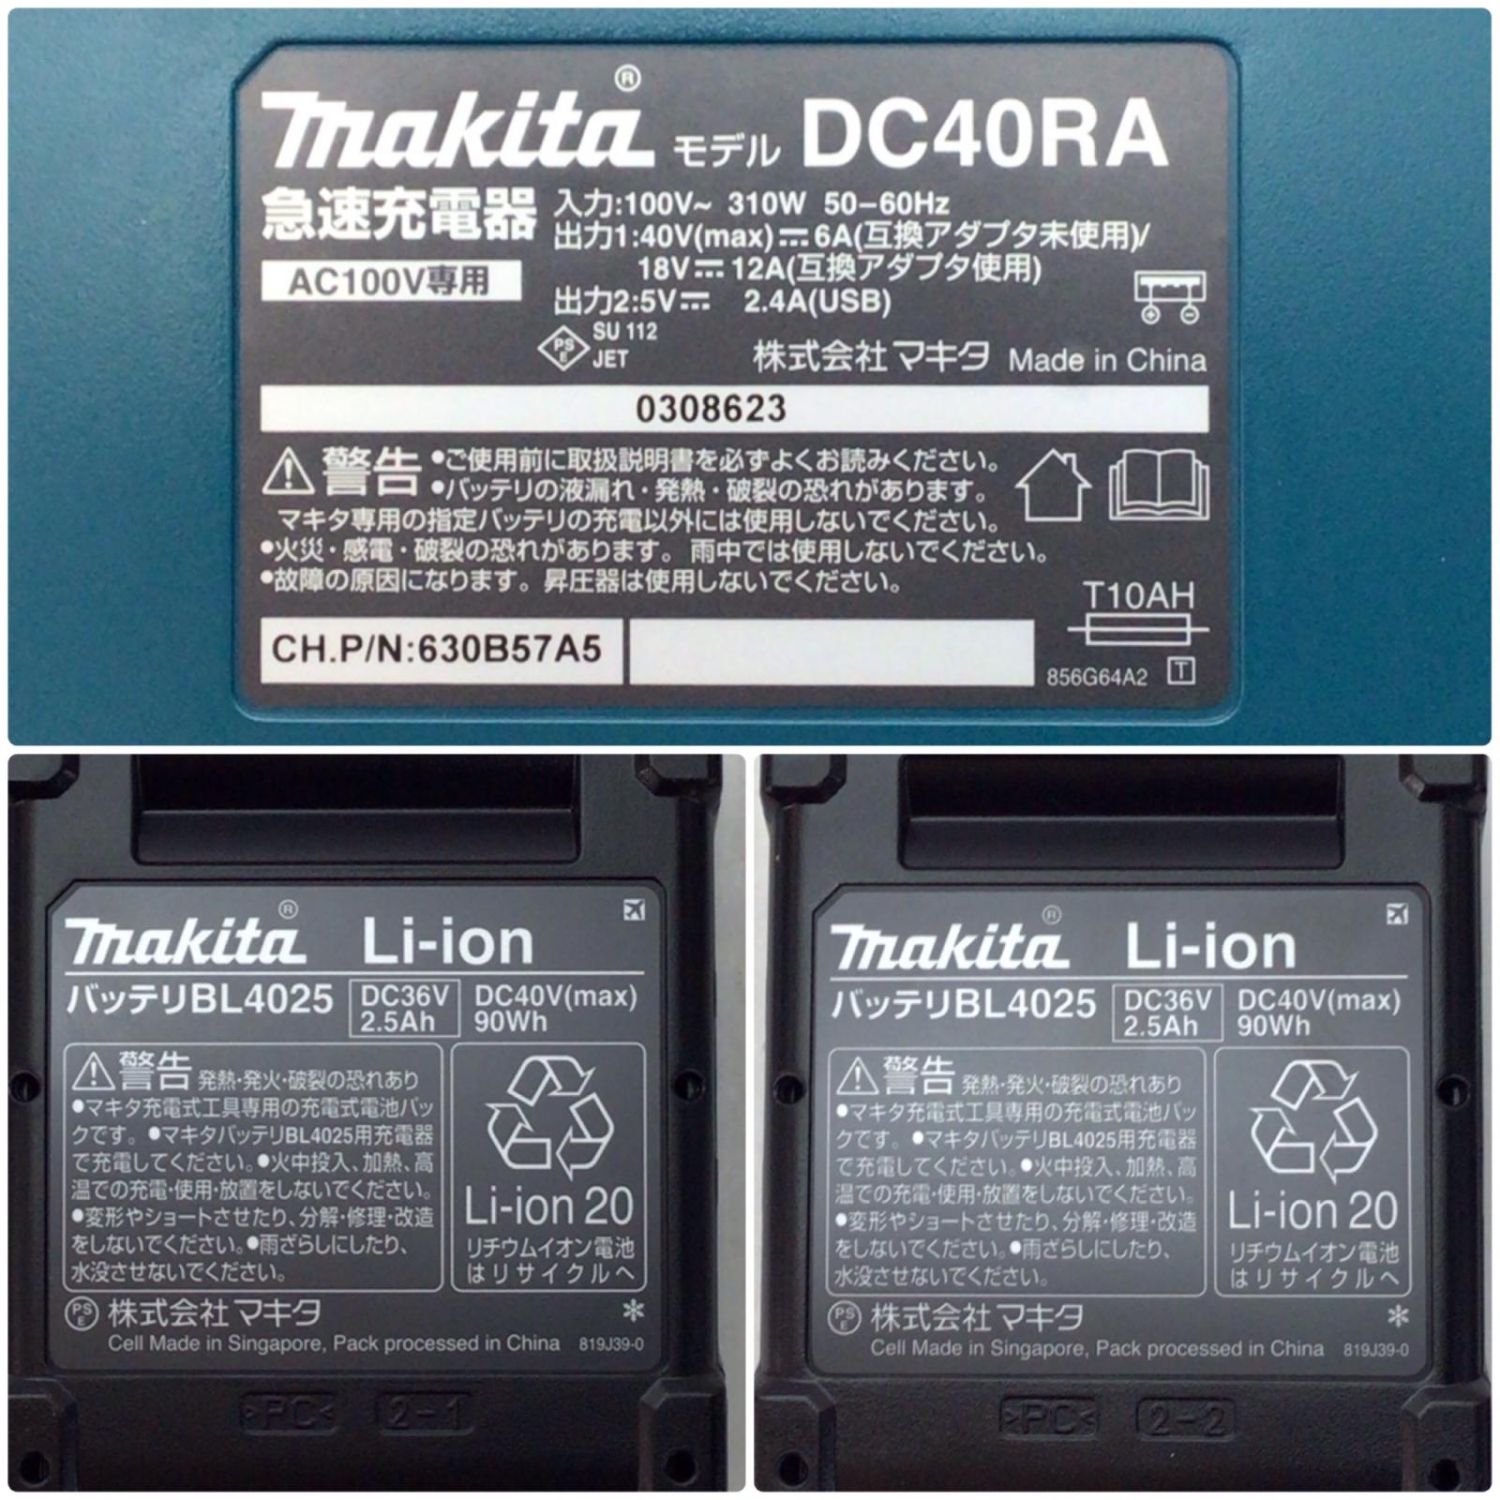 makita® モデル DC40RA
急速充電器
AC100V専用
入力:100V~ 310W 50-60Hz
出力1:40V(max)⎓6A(互換アダプタ未使用)/
18V⎓12A(互換アダプタ使用)
出力2:5V⎓ 2.4A(USB)
PSE SU 112
JET
株式会社マキタ Made in China
0308623
⚠警告 •ご使用前に取扱説明書を必ずよくお読みください。
•バッテリの液漏れ・発熱・破裂の恐れがあります。
マキタ専用の指定バッテリの充電以外には使用しないでください。
•火災・感電・破裂の恐れがあります。雨中では使用しないでください。
•故障の原因になります。昇圧器は使用しないでください。
T10AH
CH.P/N:630B57A5
856G64A2 T
makita® Li-ion
バッテリBL4025 DC36V 2.5Ah DC40V(max) 90Wh
⚠警告 発熱・発火・破裂の恐れあり
•マキタ充電式工具専用の充電式電池パッ
クです。•マキタバッテリBL4025用充電器
で充電してください。•火中投入、加熱、高
温での充電・使用・放置をしないでください。
•変形やショートさせたり、分解・修理・改造
をしないでください。•雨ざらしにしたり、
水没させないでください。
Li-ion 20
リチウムイオン電池
はリサイクルへ
PSE 株式会社マキタ *
Cell Made in Singapore, Pack processed in China 819J39-0
>PC< 2-1
makita® Li-ion
バッテリBL4025 DC36V 2.5Ah DC40V(max) 90Wh
⚠警告 発熱・発火・破裂の恐れあり
•マキタ充電式工具専用の充電式電池パッ
クです。•マキタバッテリBL4025用充電器
で充電してください。•火中投入、加熱、高
温での充電・使用・放置をしないでください。
•変形やショートさせたり、分解・修理・改造
をしないでください。•雨ざらしにしたり、
水没させないでください。
Li-ion 20
リチウムイオン電池
はリサイクルへ
PSE 株式会社マキタ *
Cell Made in Singapore, Pack processed in China 819J39-0
>PC< 2-2